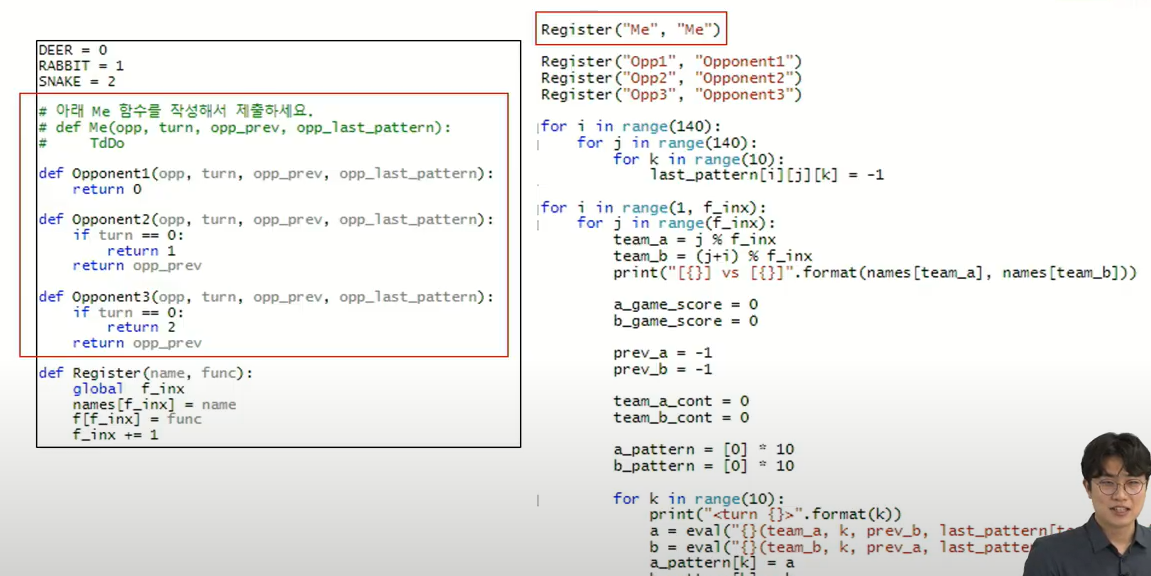 DEER = 0
RABBIT = 1
SNAKE = 2
# 아래 Me 함수를 작성해서 제출하세요.
# def Me(opp, turn, opp_prev, opp_last_pattern):
#     TdDo
def Opponent1(opp, turn, opp_prev, opp_last_pattern):
    return 0
def Opponent2(opp, turn, opp_prev, opp_last_pattern):
    if turn == 0:
        return 1
    return opp_prev
def Opponent3(opp, turn, opp_prev, opp_last_pattern):
    if turn == 0:
        return 2
    return opp_prev
def Register(name, func):
    global f_inx
    names[f_inx] = name
    f[f_inx] = func
    f_inx += 1
Register("Me", "Me")
Register("Opp1", "Opponent1")
Register("Opp2", "Opponent2")
Register("Opp3", "Opponent3")
for i in range(140):
    for j in range(140):
        for k in range(10):
            last_pattern[i][j][k] = -1
for i in range(1, f_inx):
    for j in range(f_inx):
        team_a = j % f_inx
        team_b = (j+i) % f_inx
        print("[{}] vs [{}]".format(names[team_a], names[team_b]))
        a_game_score = 0
        b_game_score = 0
        prev_a = -1
        prev_b = -1
        team_a_cont = 0
        team_b_cont = 0
        a_pattern = [0] * 10
        b_pattern = [0] * 10
        for k in range(10):
            print("<turn {}>".format(k))
            a = eval("{}(team_a, k, prev_b,
            b = eval("{}(team_b, k, prev_a,
            a_pattern[k] = a